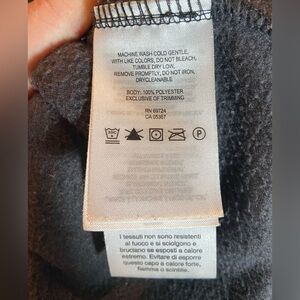 MACHINE WASH COLD GENTLE,
WITH LIKE COLORS, DO NOT BLEACH,
TUMBLE DRY LOW,
REMOVE PROMPTLY, DO NOT IRON,
DRYCLEANABLE
BODY: 100% POLYESTER
EXCLUSIVE OF TRIMMING
RN 69724
CA 05367
P
I tessuti non sono resistenti
al fuoco e si sciolgono e
bruciano se esposti a calore
estremo. Evitare di esporre
questo capo a calore forte,
fiamme o scintille.